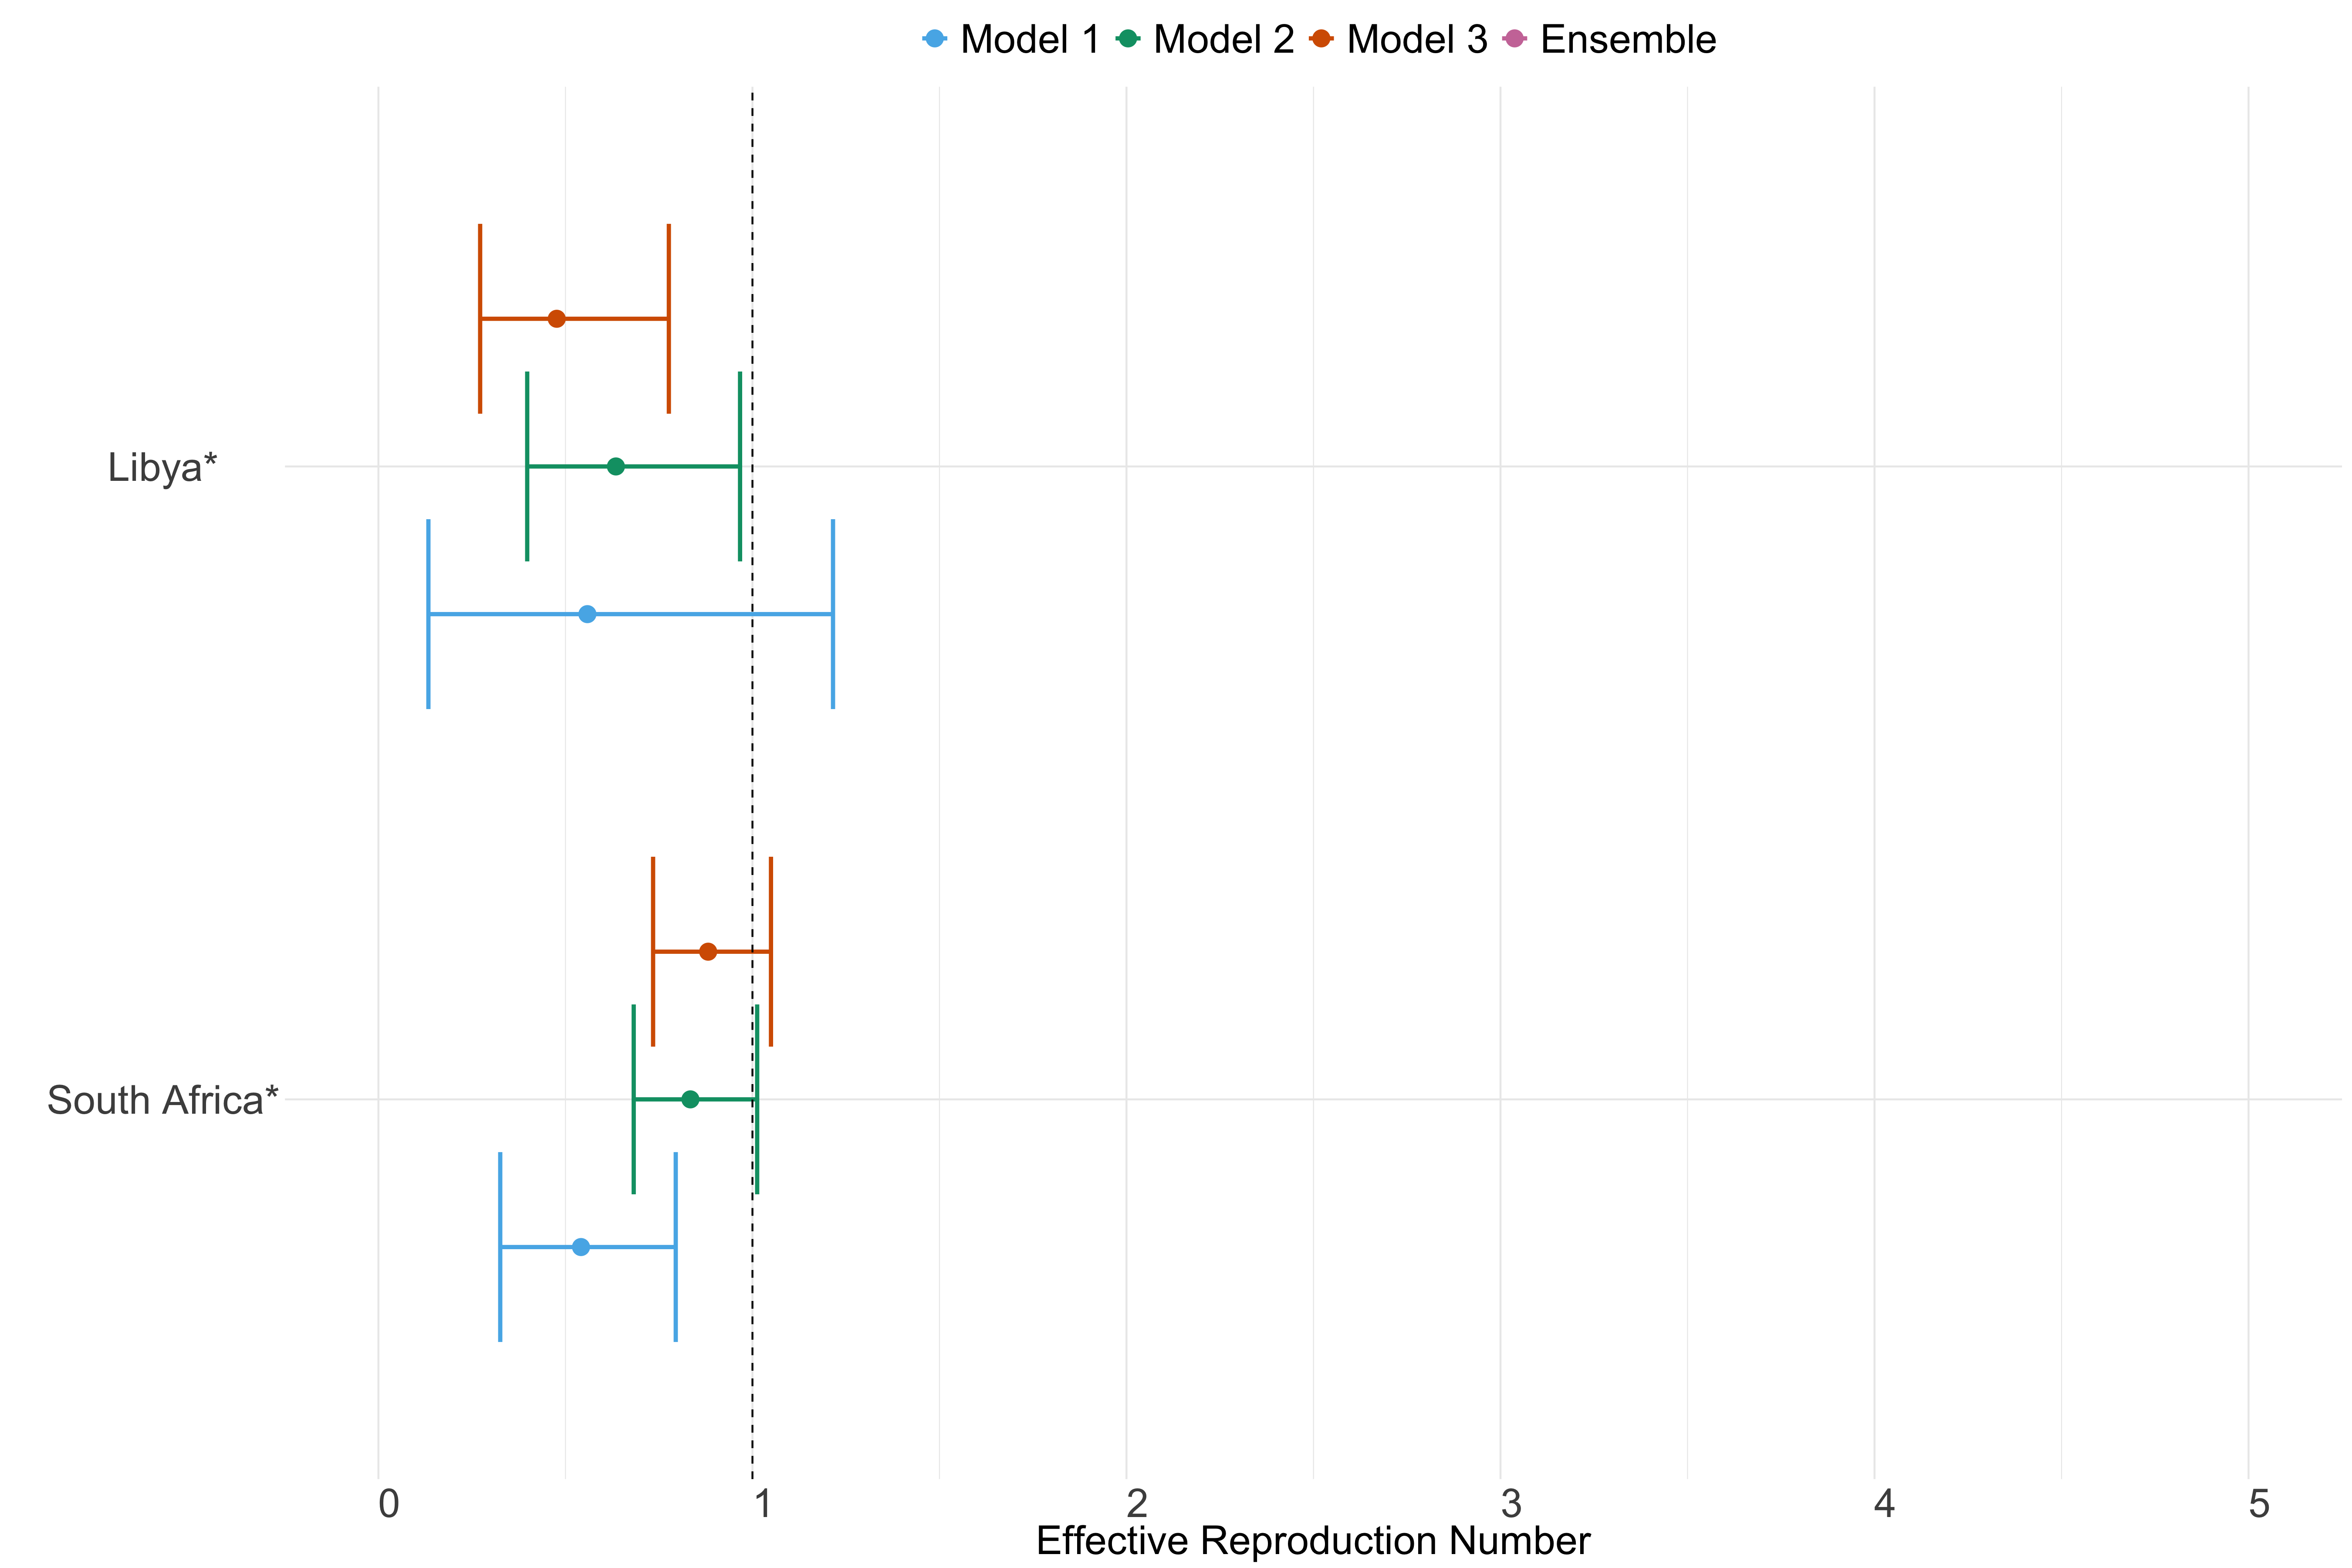 Model 1 Model 2 Model 3 Ensemble
Libya*
South Africa*
0 1 2 3 4 5
Effective Reproduction Number